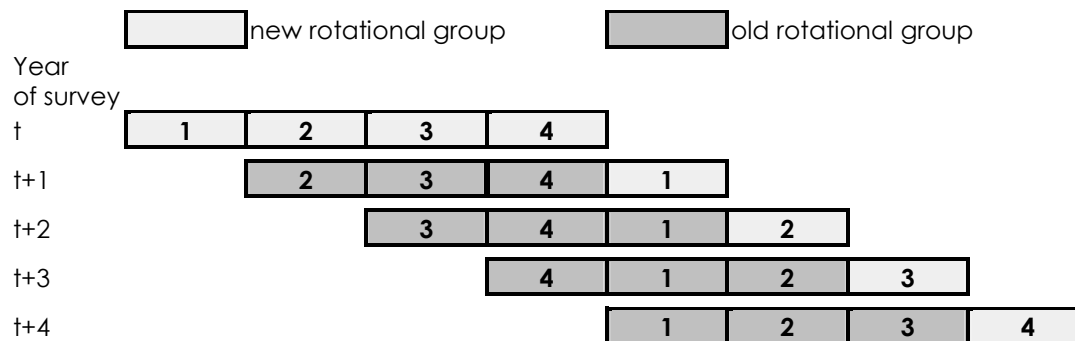 new rotational group old rotational group
Year
of survey
t 1 2 3 4
t+1 2 3 4 1
t+2 3 4 1 2
t+3 4 1 2 3
t+4 1 2 3 4